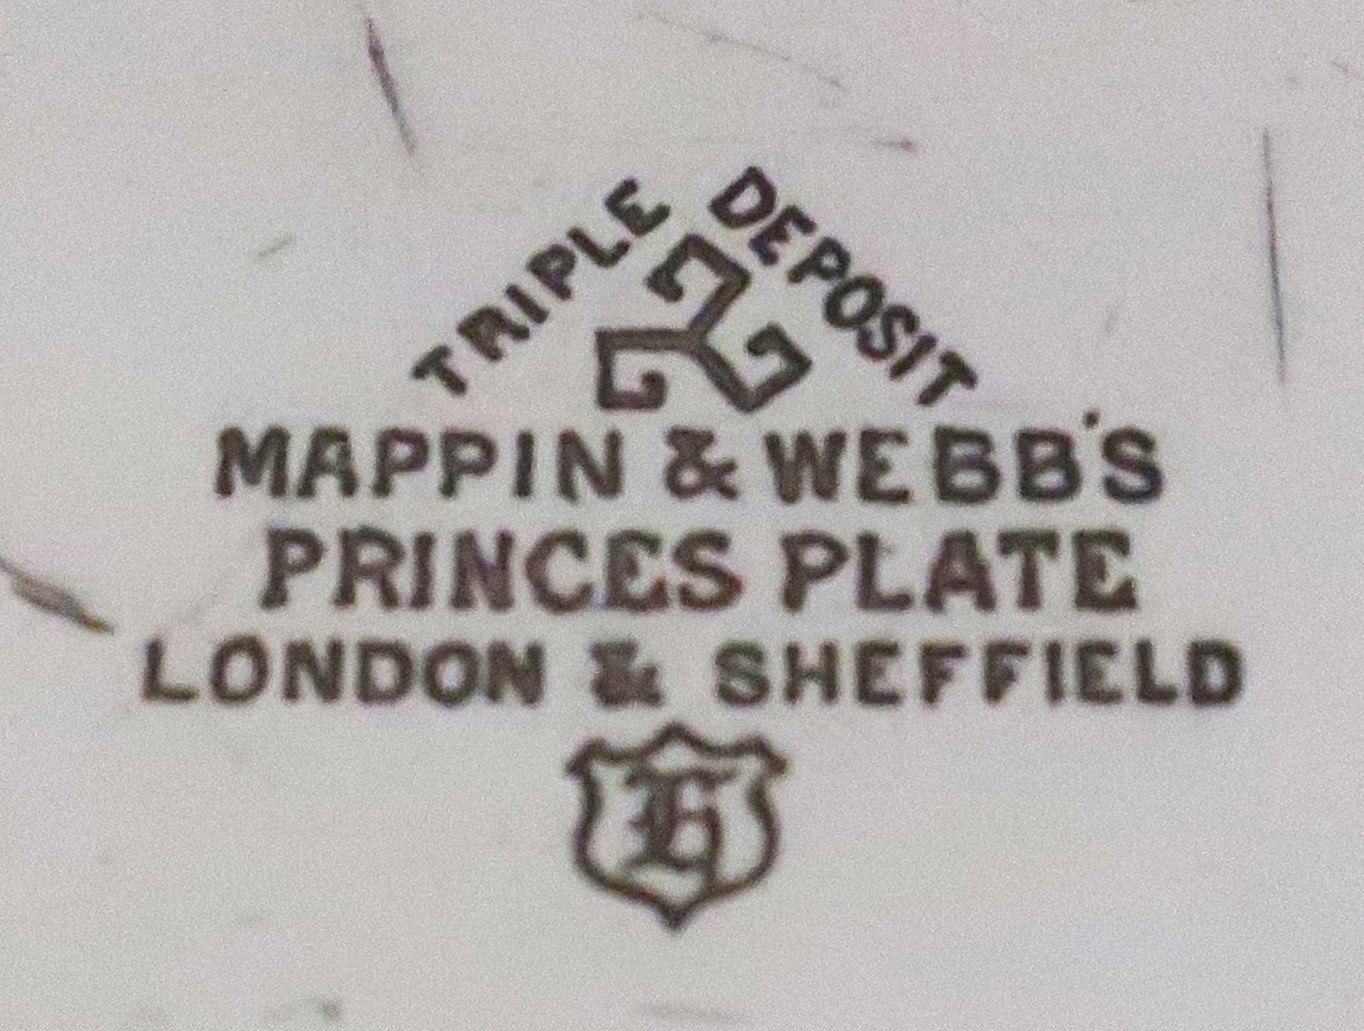 TRIPLE DEPOSIT
MAPPIN & WEBB'S
PRINCES PLATE
LONDON & SHEFFIELD